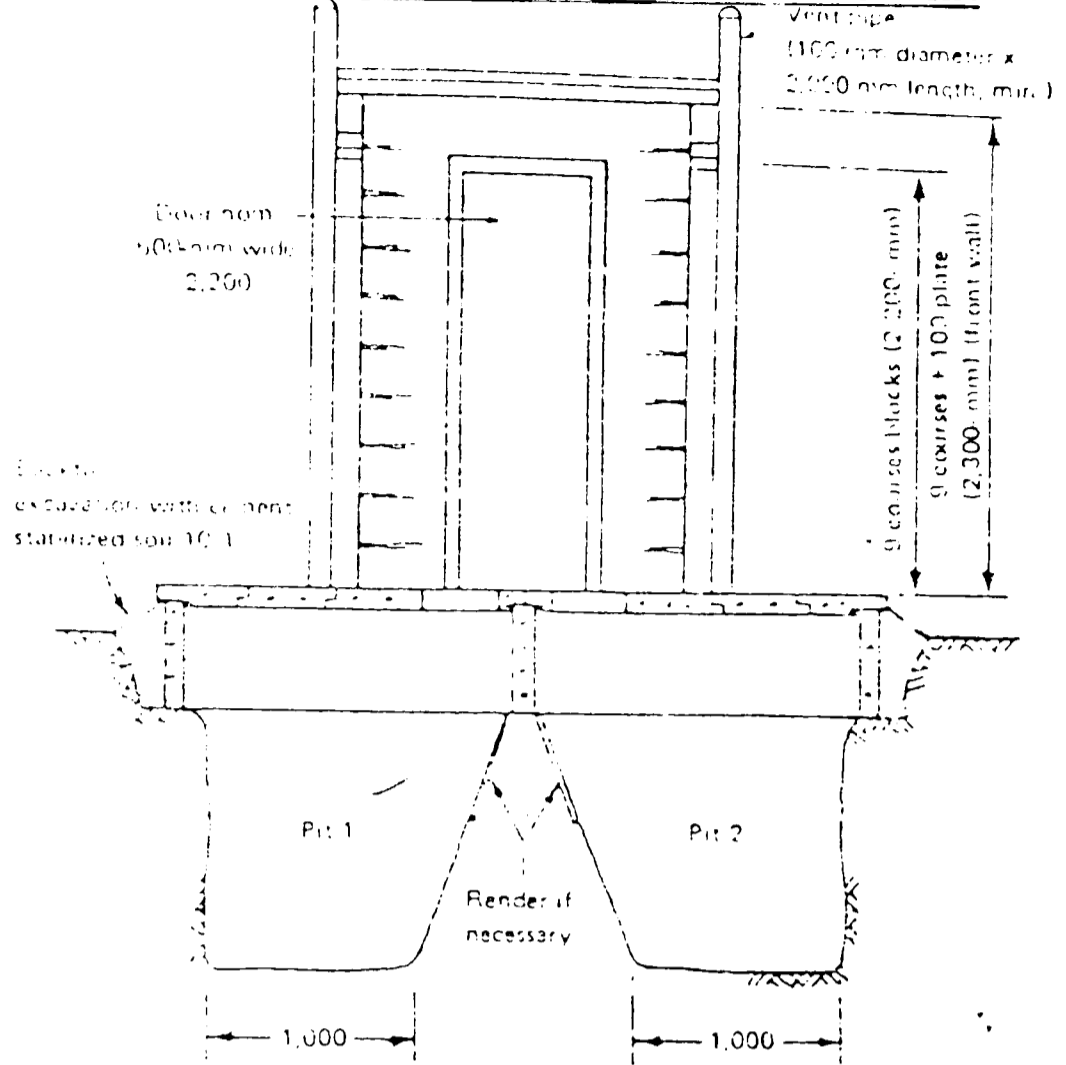 Vent pipe
(100 mm diameter x
2,000 mm length, min.)
Door nom
wide
2,200
9 courses blocks (2 200-mm)
9 courses + 100 plate
(2,300-mm) (front wall)
excavation with cement
stabilized soil 10:1
Pit 1
Pit 2
Render if
necessary
1,000
1,000